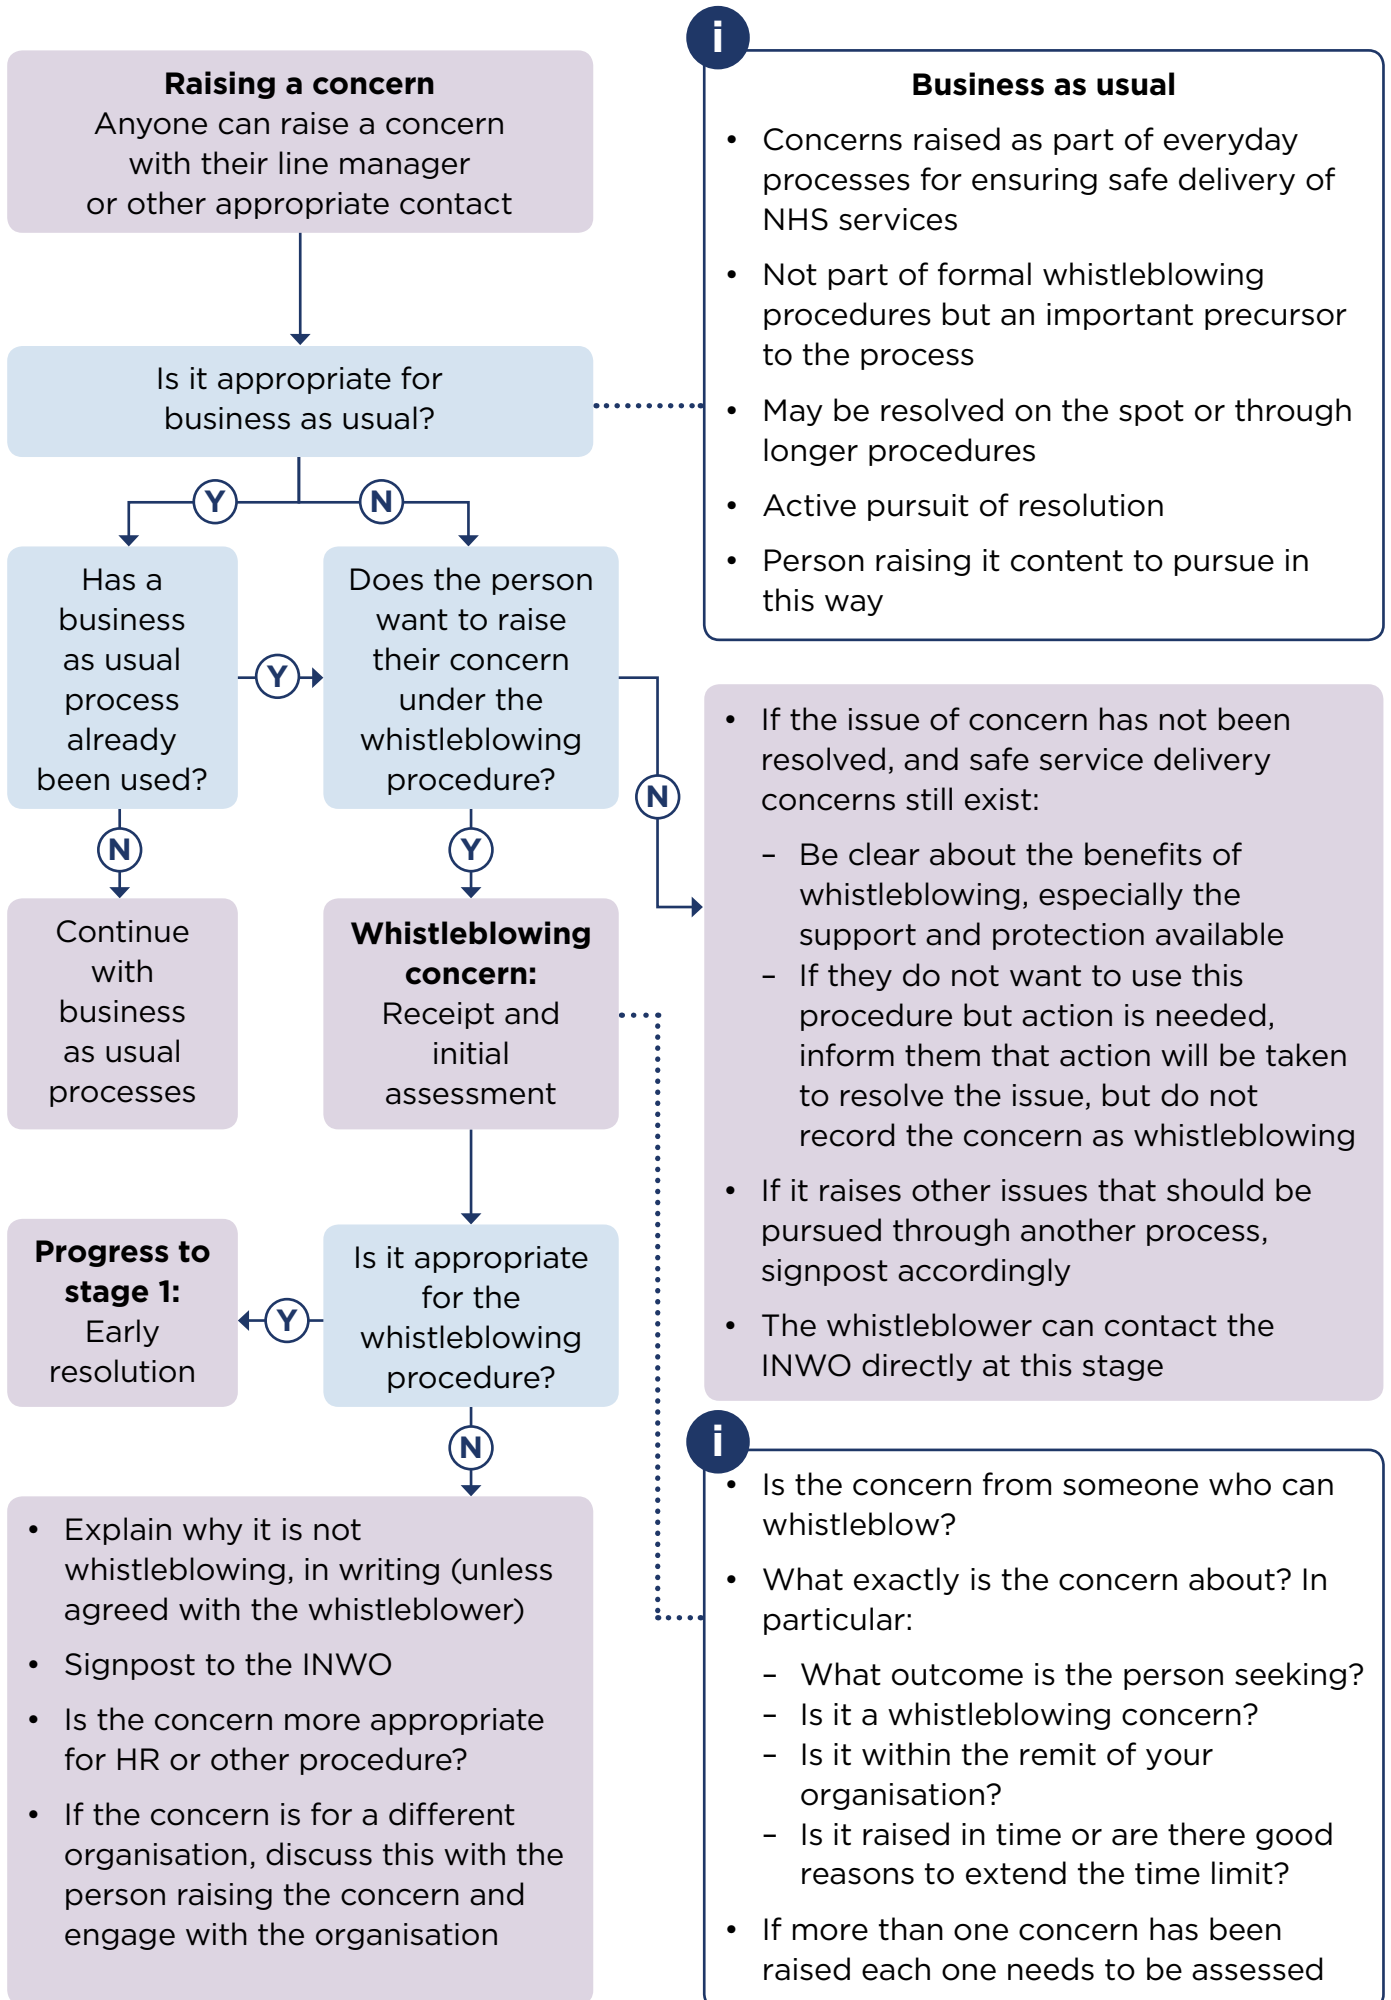 Raising a concern
Anyone can raise a concern
with their line manager
or other appropriate contact
Is it appropriate for
business as usual?
Y
N
Has a
business
as usual
process
already
been used?
Y
Does the person
want to raise
their concern
under the
whistleblowing
procedure?
N
N
Y
Continue
with
business
as usual
processes
Whistleblowing
concern:
Receipt and
initial
assessment
Progress to
stage 1:
Early
resolution
Y
Is it appropriate
for the
whistleblowing
procedure?
N
• Explain why it is not
whistleblowing, in writing (unless
agreed with the whistleblower)
• Signpost to the INWO
• Is the concern more appropriate
for HR or other procedure?
• If the concern is for a different
organisation, discuss this with the
person raising the concern and
engage with the organisation
i
Business as usual
• Concerns raised as part of everyday
processes for ensuring safe delivery of
NHS services
• Not part of formal whistleblowing
procedures but an important precursor
to the process
• May be resolved on the spot or through
longer procedures
• Active pursuit of resolution
• Person raising it content to pursue in
this way
• If the issue of concern has not been
resolved, and safe service delivery
concerns still exist:
– Be clear about the benefits of
whistleblowing, especially the
support and protection available
– If they do not want to use this
procedure but action is needed,
inform them that action will be taken
to resolve the issue, but do not
record the concern as whistleblowing
• If it raises other issues that should be
pursued through another process,
signpost accordingly
• The whistleblower can contact the
INWO directly at this stage
i
• Is the concern from someone who can
whistleblow?
• What exactly is the concern about? In
particular:
– What outcome is the person seeking?
– Is it a whistleblowing concern?
– Is it within the remit of your
organisation?
– Is it raised in time or are there good
reasons to extend the time limit?
• If more than one concern has been
raised each one needs to be assessed